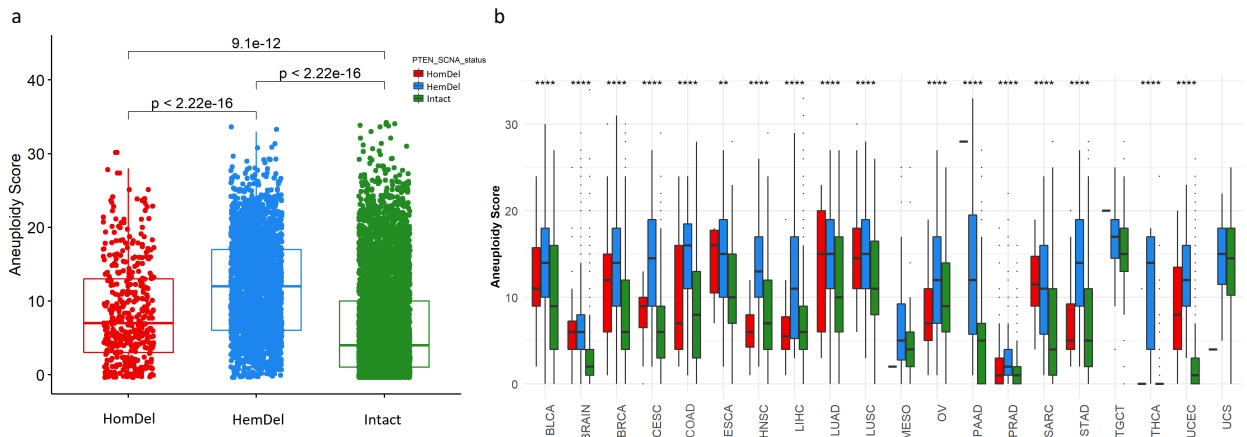 a
9.1e-12
p < 2.22e-16
p < 2.22e-16
PTEN_SCNA_status
HomDel
HemDel
Intact
Aneuploidy Score
40
30
20
10
0
HomDel
HemDel
Intact
b
**** **** **** **** **** ** **** **** **** **** **** **** **** **** **** **** ****
Aneuploidy Score
30
20
10
0
BLCA
BRAIN
BRCA
CESC
COAD
ESCA
HNSC
LIHC
LUAD
LUSC
MESO
OV
PAAD
PRAD
SARC
STAD
TGCT
THCA
UCEC
UCS